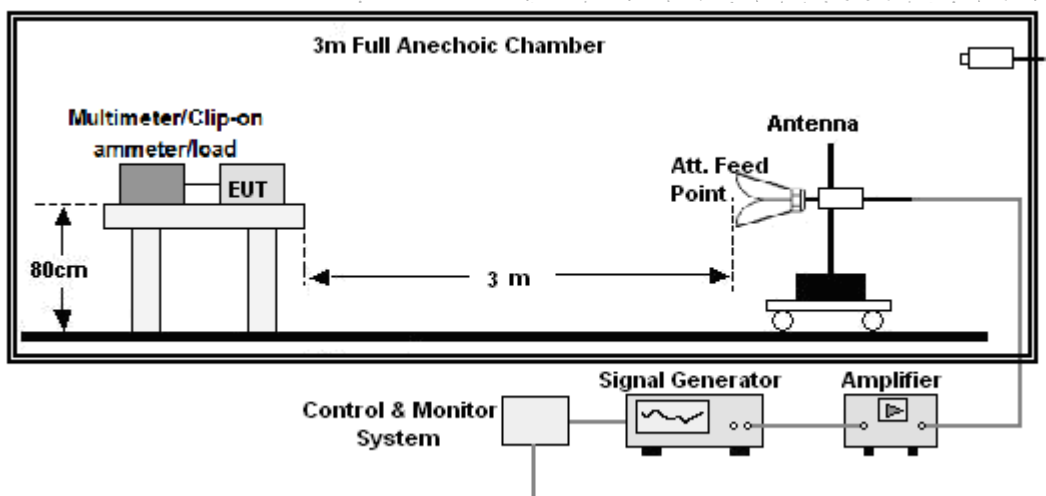 3m Full Anechoic Chamber
Multimeter/Clip-on
ammeter/load
EUT
80cm
3 m
Antenna
Att. Feed
Point
Signal Generator
Amplifier
Control & Monitor
System